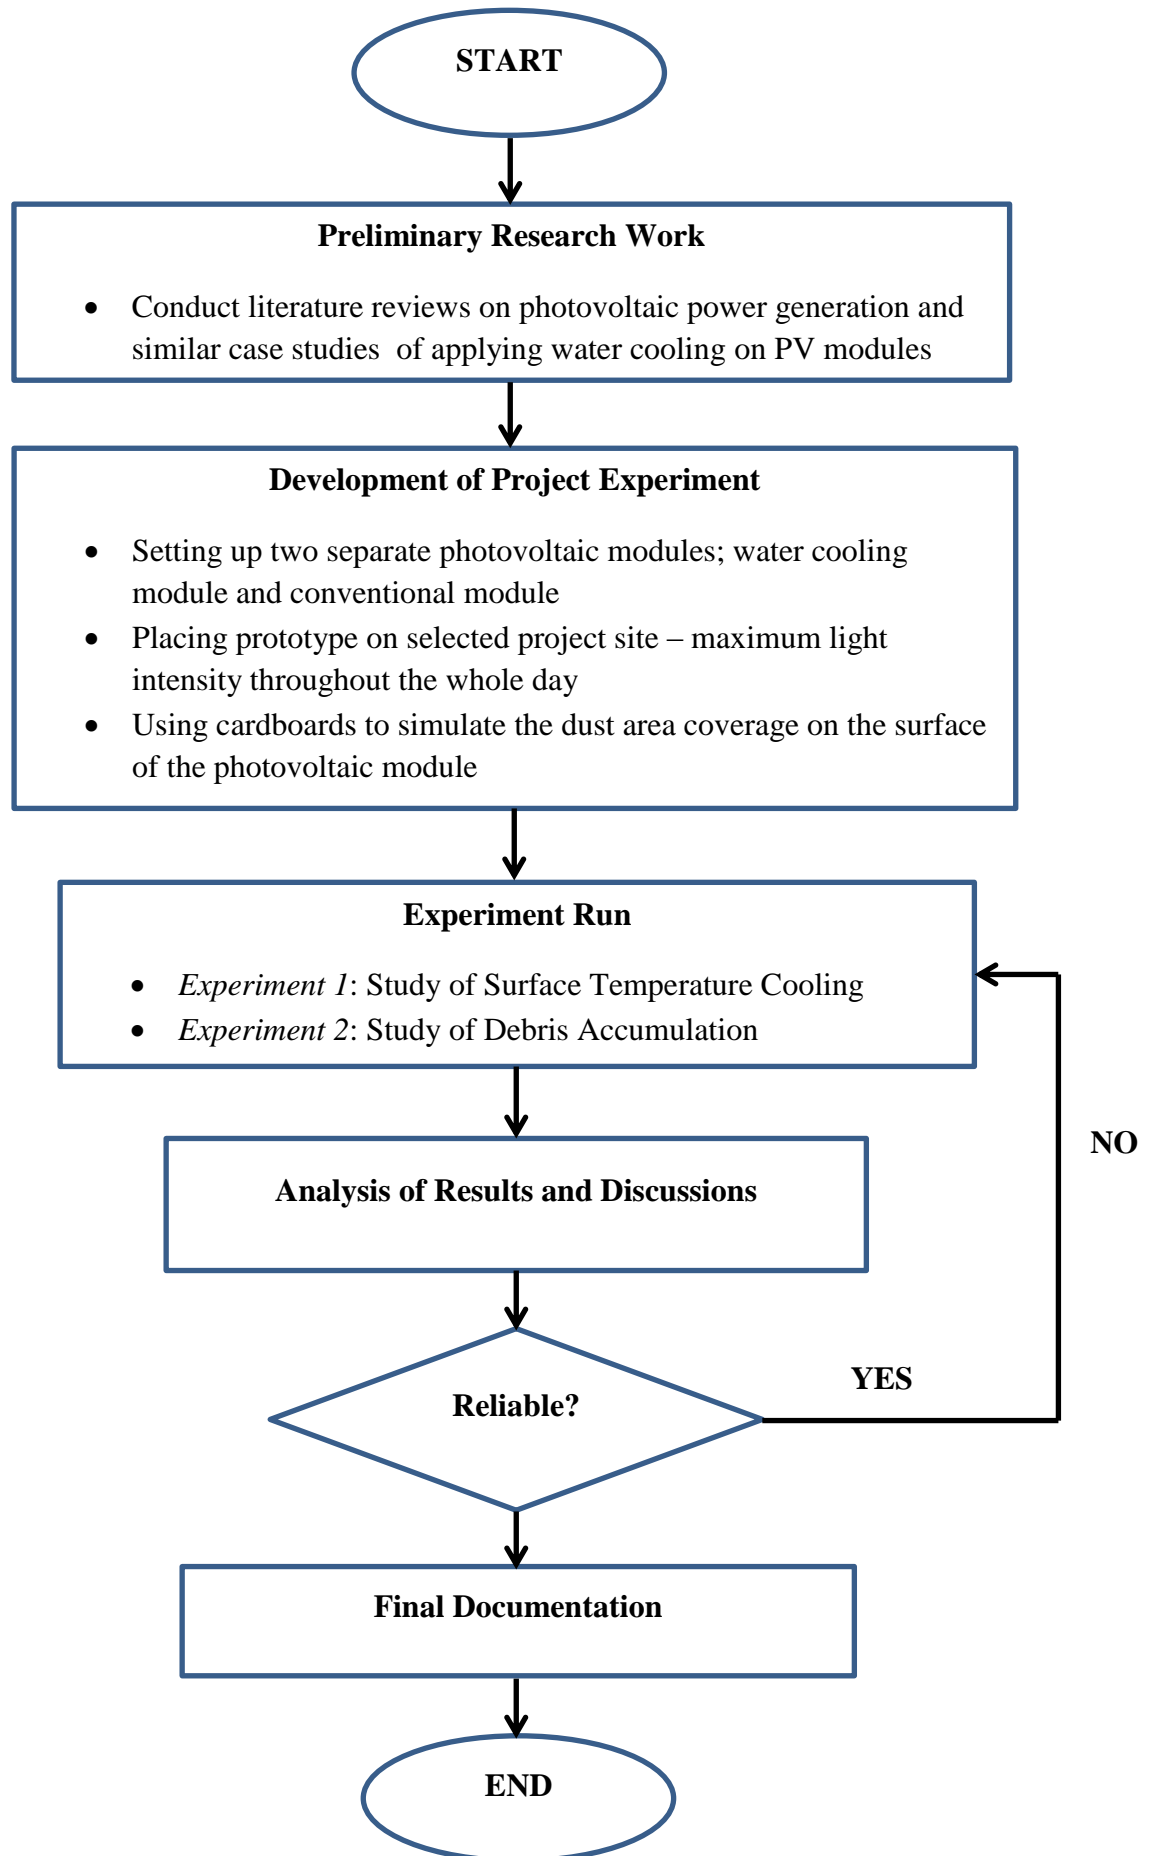 START
Preliminary Research Work
• Conduct literature reviews on photovoltaic power generation and
similar case studies  of applying water cooling on PV modules
Development of Project Experiment
• Setting up two separate photovoltaic modules; water cooling
module and conventional module
• Placing prototype on selected project site – maximum light
intensity throughout the whole day
• Using cardboards to simulate the dust area coverage on the surface
of the photovoltaic module
Experiment Run
• Experiment 1: Study of Surface Temperature Cooling
• Experiment 2: Study of Debris Accumulation
NO
Analysis of Results and Discussions
YES
Reliable?
Final Documentation
END